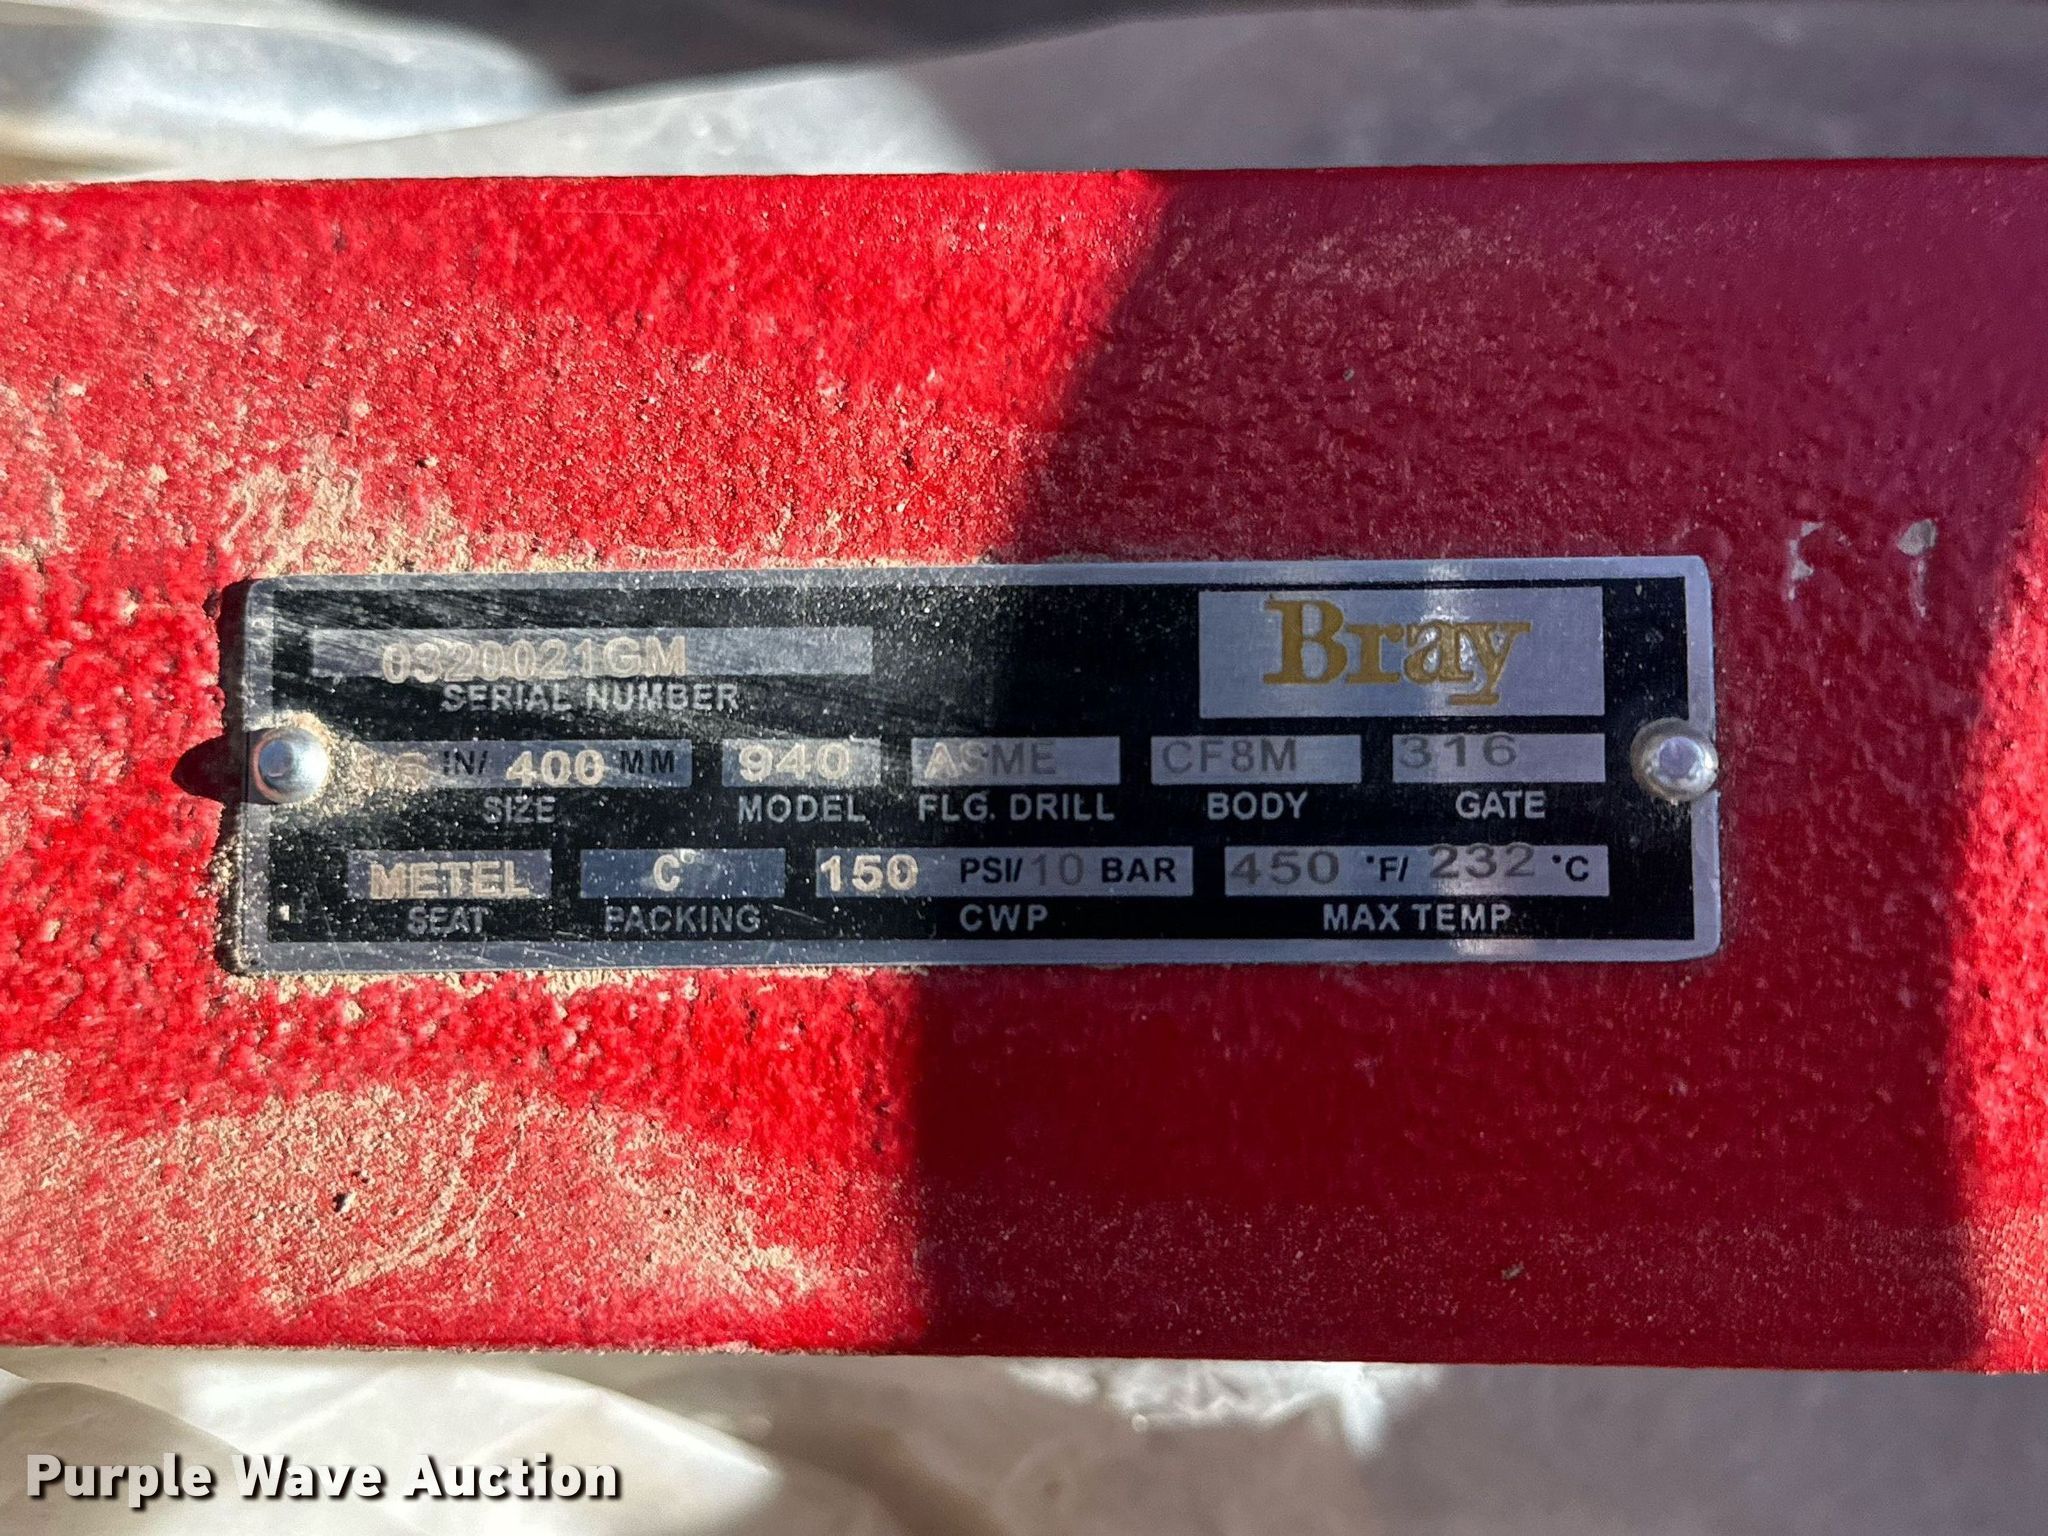 Bray
0320021GM
SERIAL NUMBER
16 IN/ 400 MM 940 ASME CF8M 316
SIZE MODEL FLG. DRILL BODY GATE
METEL C 150 PSI/ 10 BAR 450 °F/ 232 °C
SEAT PACKING CWP MAX TEMP
Purple Wave Auction